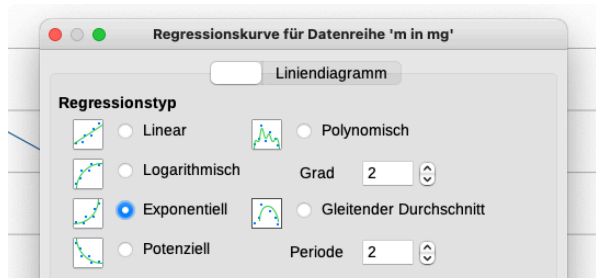 Regressionskurve für Datenreihe 'm in mg'
Liniendiagramm
Regressionstyp
Linear
Polynomisch
Logarithmisch
Grad 2
Exponentiell
Gleitender Durchschnitt
Potenziell
Periode 2